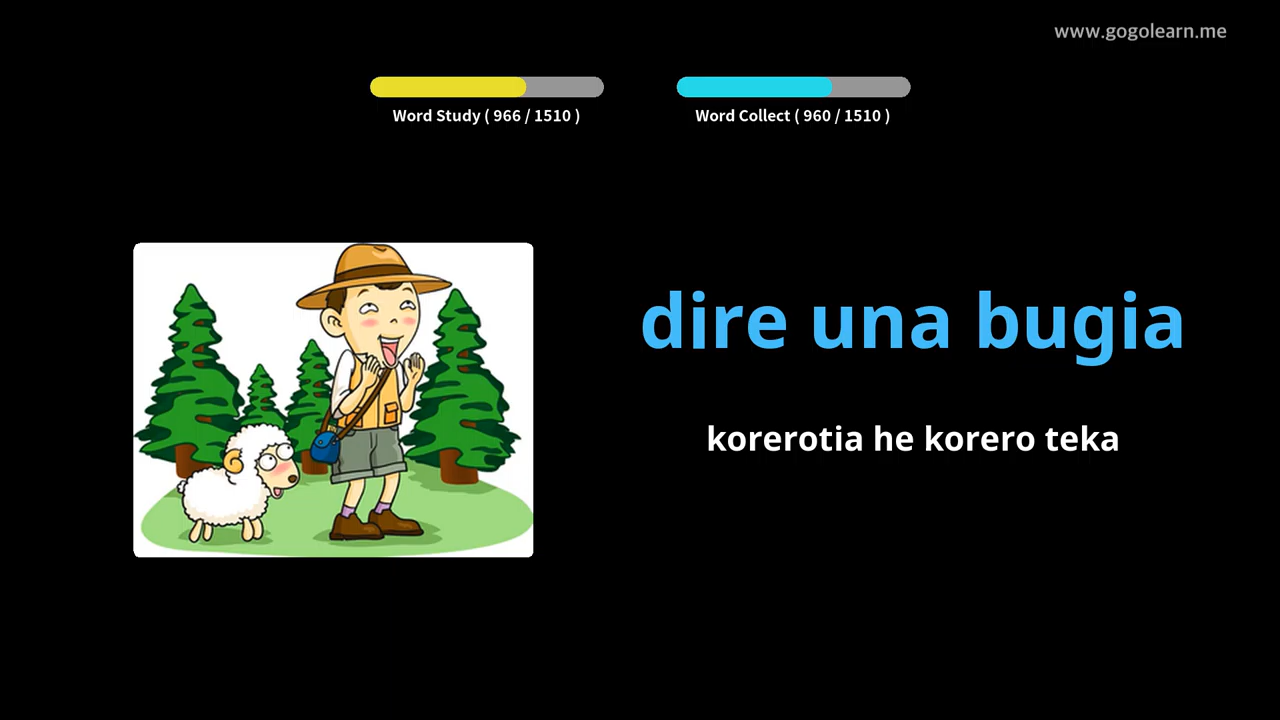 www.gogolearn.me
Word Study ( 966 / 1510 )
Word Collect ( 960 / 1510 )
dire una bugia
korerotia he korero teka